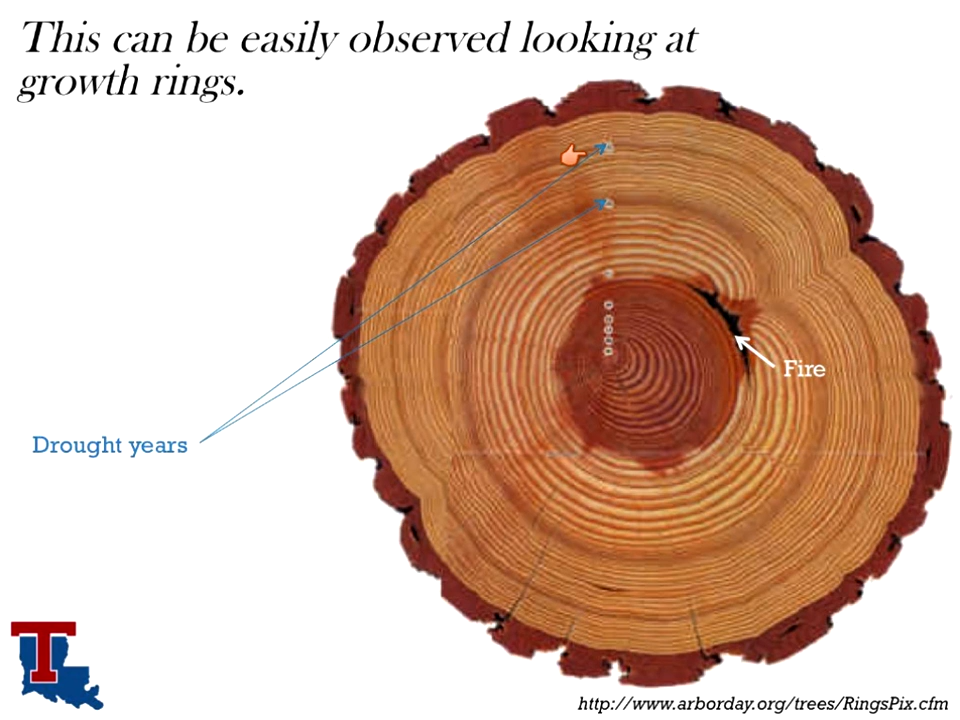 This can be easily observed looking at
growth rings.
Fire
Drought years
T
http://www.arborday.org/trees/RingsPix.cfm